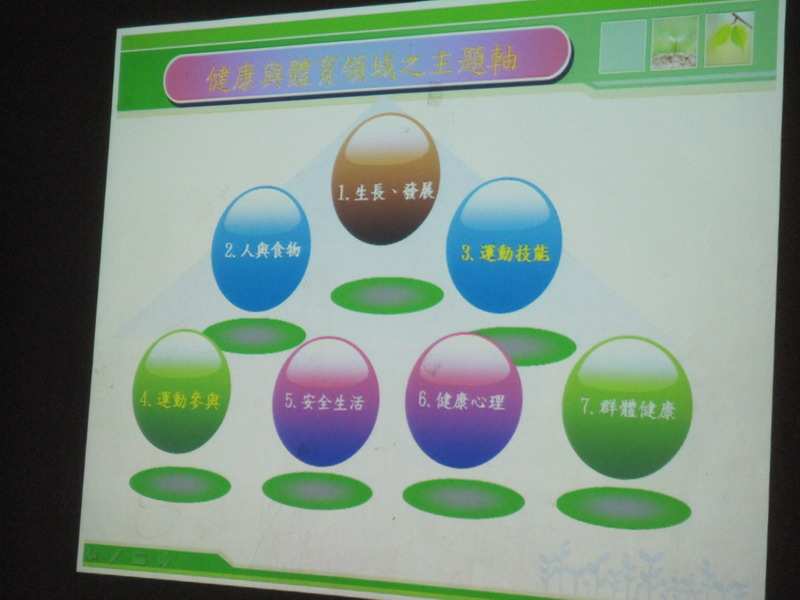 健康與體育領域之主題軸
1.生長、發展
2.人與食物
3.運動技能
4.運動參與
5.安全生活
6.健康心理
7.群體健康